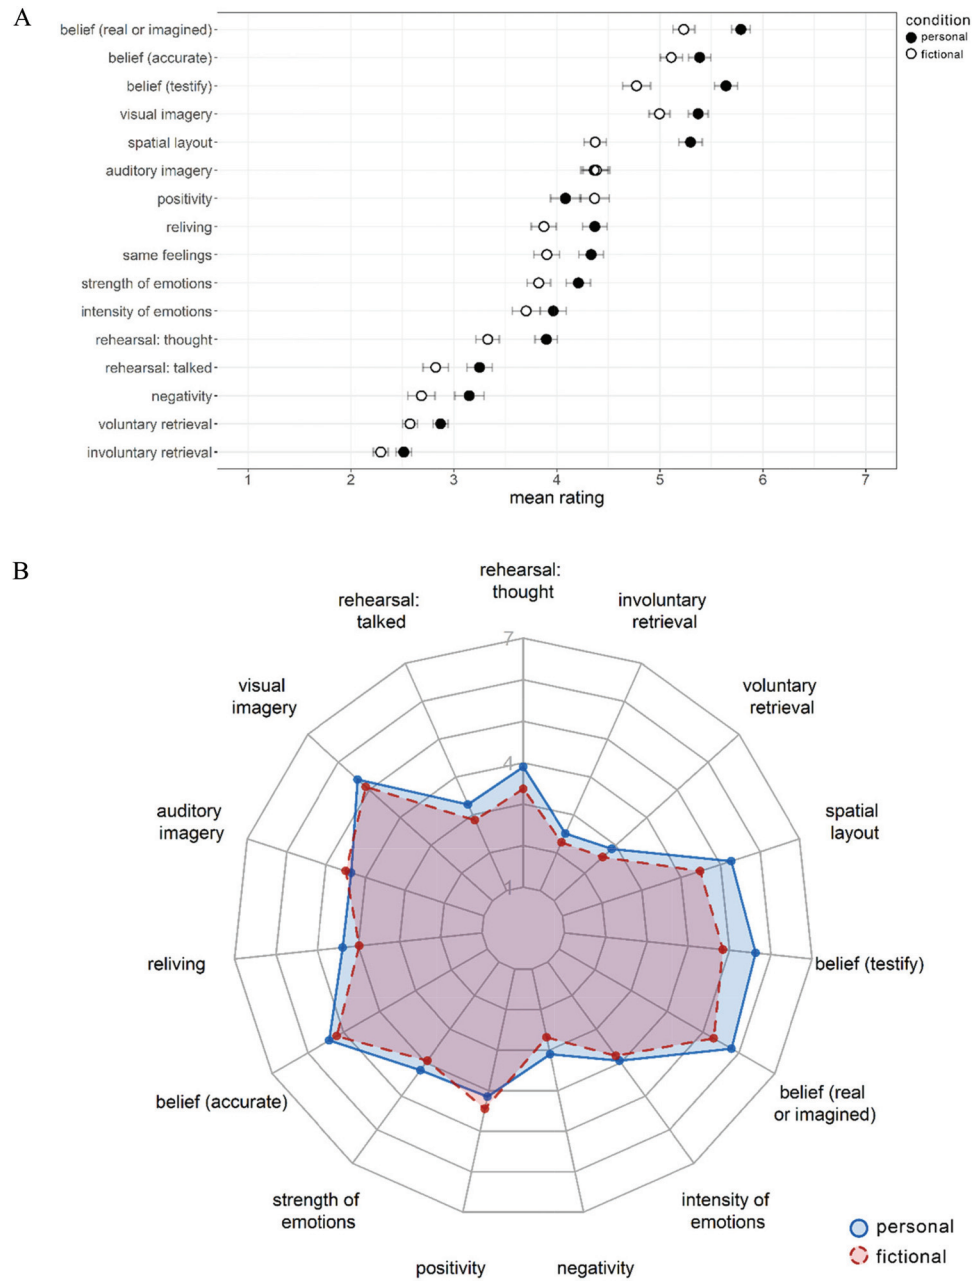 A
belief (real or imagined)
belief (accurate)
belief (testify)
visual imagery
spatial layout
auditory imagery
positivity
reliving
same feelings
strength of emotions
intensity of emotions
rehearsal: thought
rehearsal: talked
negativity
voluntary retrieval
involuntary retrieval
condition
personal
fictional
1 2 3 4 5 6 7
mean rating
B
rehearsal:
thought
involuntary
retrieval
voluntary
retrieval
spatial
layout
belief (testify)
belief (real
or imagined)
intensity of
emotions
negativity
positivity
strength of
emotions
belief (accurate)
reliving
auditory
imagery
visual
imagery
rehearsal:
talked
7
4
1
personal
fictional